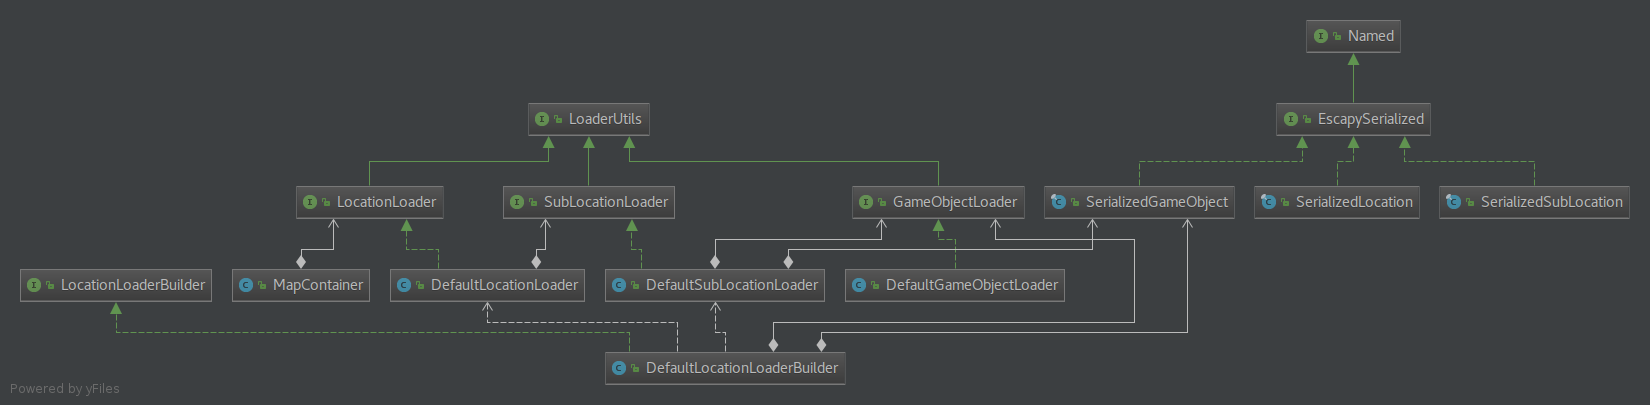 Named
LoaderUtils
EscapySerialized
LocationLoader
SubLocationLoader
GameObjectLoader
SerializedGameObject
SerializedLocation
SerializedSubLocation
LocationLoaderBuilder
MapContainer
DefaultLocationLoader
DefaultSubLocationLoader
DefaultGameObjectLoader
DefaultLocationLoaderBuilder
Powered by yFiles